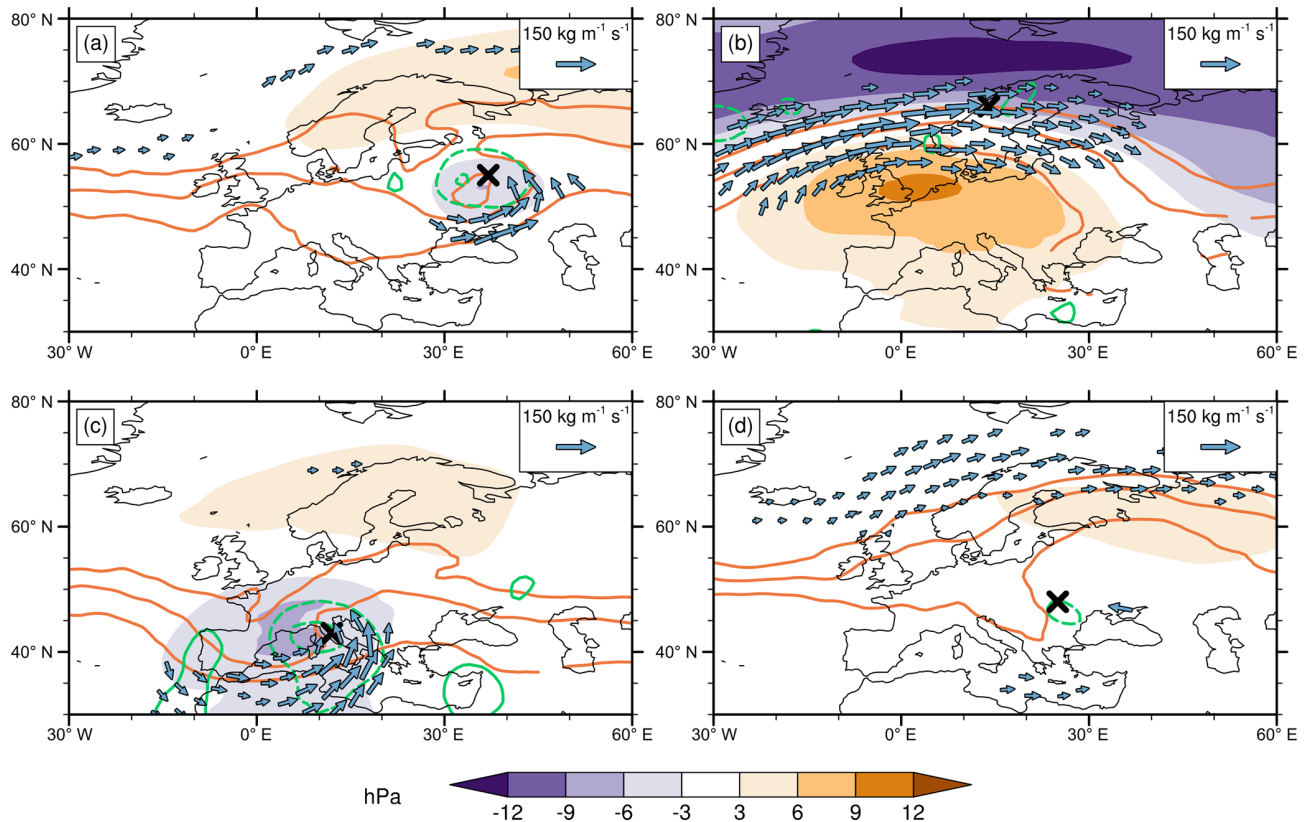 80° N
(a)
150 kg m⁻¹ s⁻¹
60° N
40° N
30° W
0° E
30° E
60° E
80° N
(b)
150 kg m⁻¹ s⁻¹
60° N
40° N
30° W
0° E
30° E
60° E
80° N
(c)
150 kg m⁻¹ s⁻¹
60° N
40° N
30° W
0° E
30° E
60° E
80° N
(d)
150 kg m⁻¹ s⁻¹
60° N
40° N
30° W
0° E
30° E
60° E
hPa
-12 -9 -6 -3 3 6 9 12